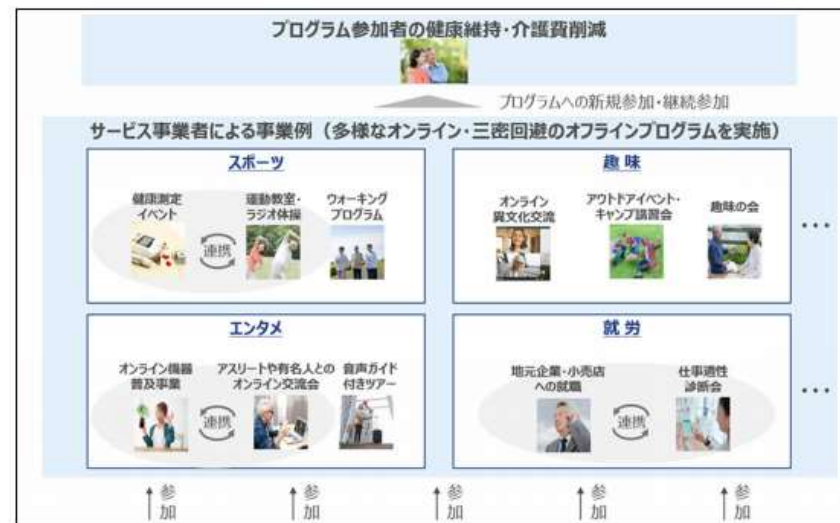 プログラム参加者の健康維持・介護費削減
プログラムへの新規参加・継続参加
サービス事業者による事業例（多様なオンライン・三密回避のオフラインプログラムを実施）
スポーツ
健康測定
イベント
連携
運動教室・
ラジオ体操
ウォーキング
プログラム
趣味
オンライン
異文化交流
アウトドアイベント・
キャンプ講習会
趣味の会
・・・
エンタメ
オンライン機器
普及事業
連携
アスリートや有名人との
オンライン交流会
音声ガイド
付きツアー
就労
地元企業・小売店
への就職
連携
仕事適性
診断会
・・・
参加
参加
参加
参加
参加